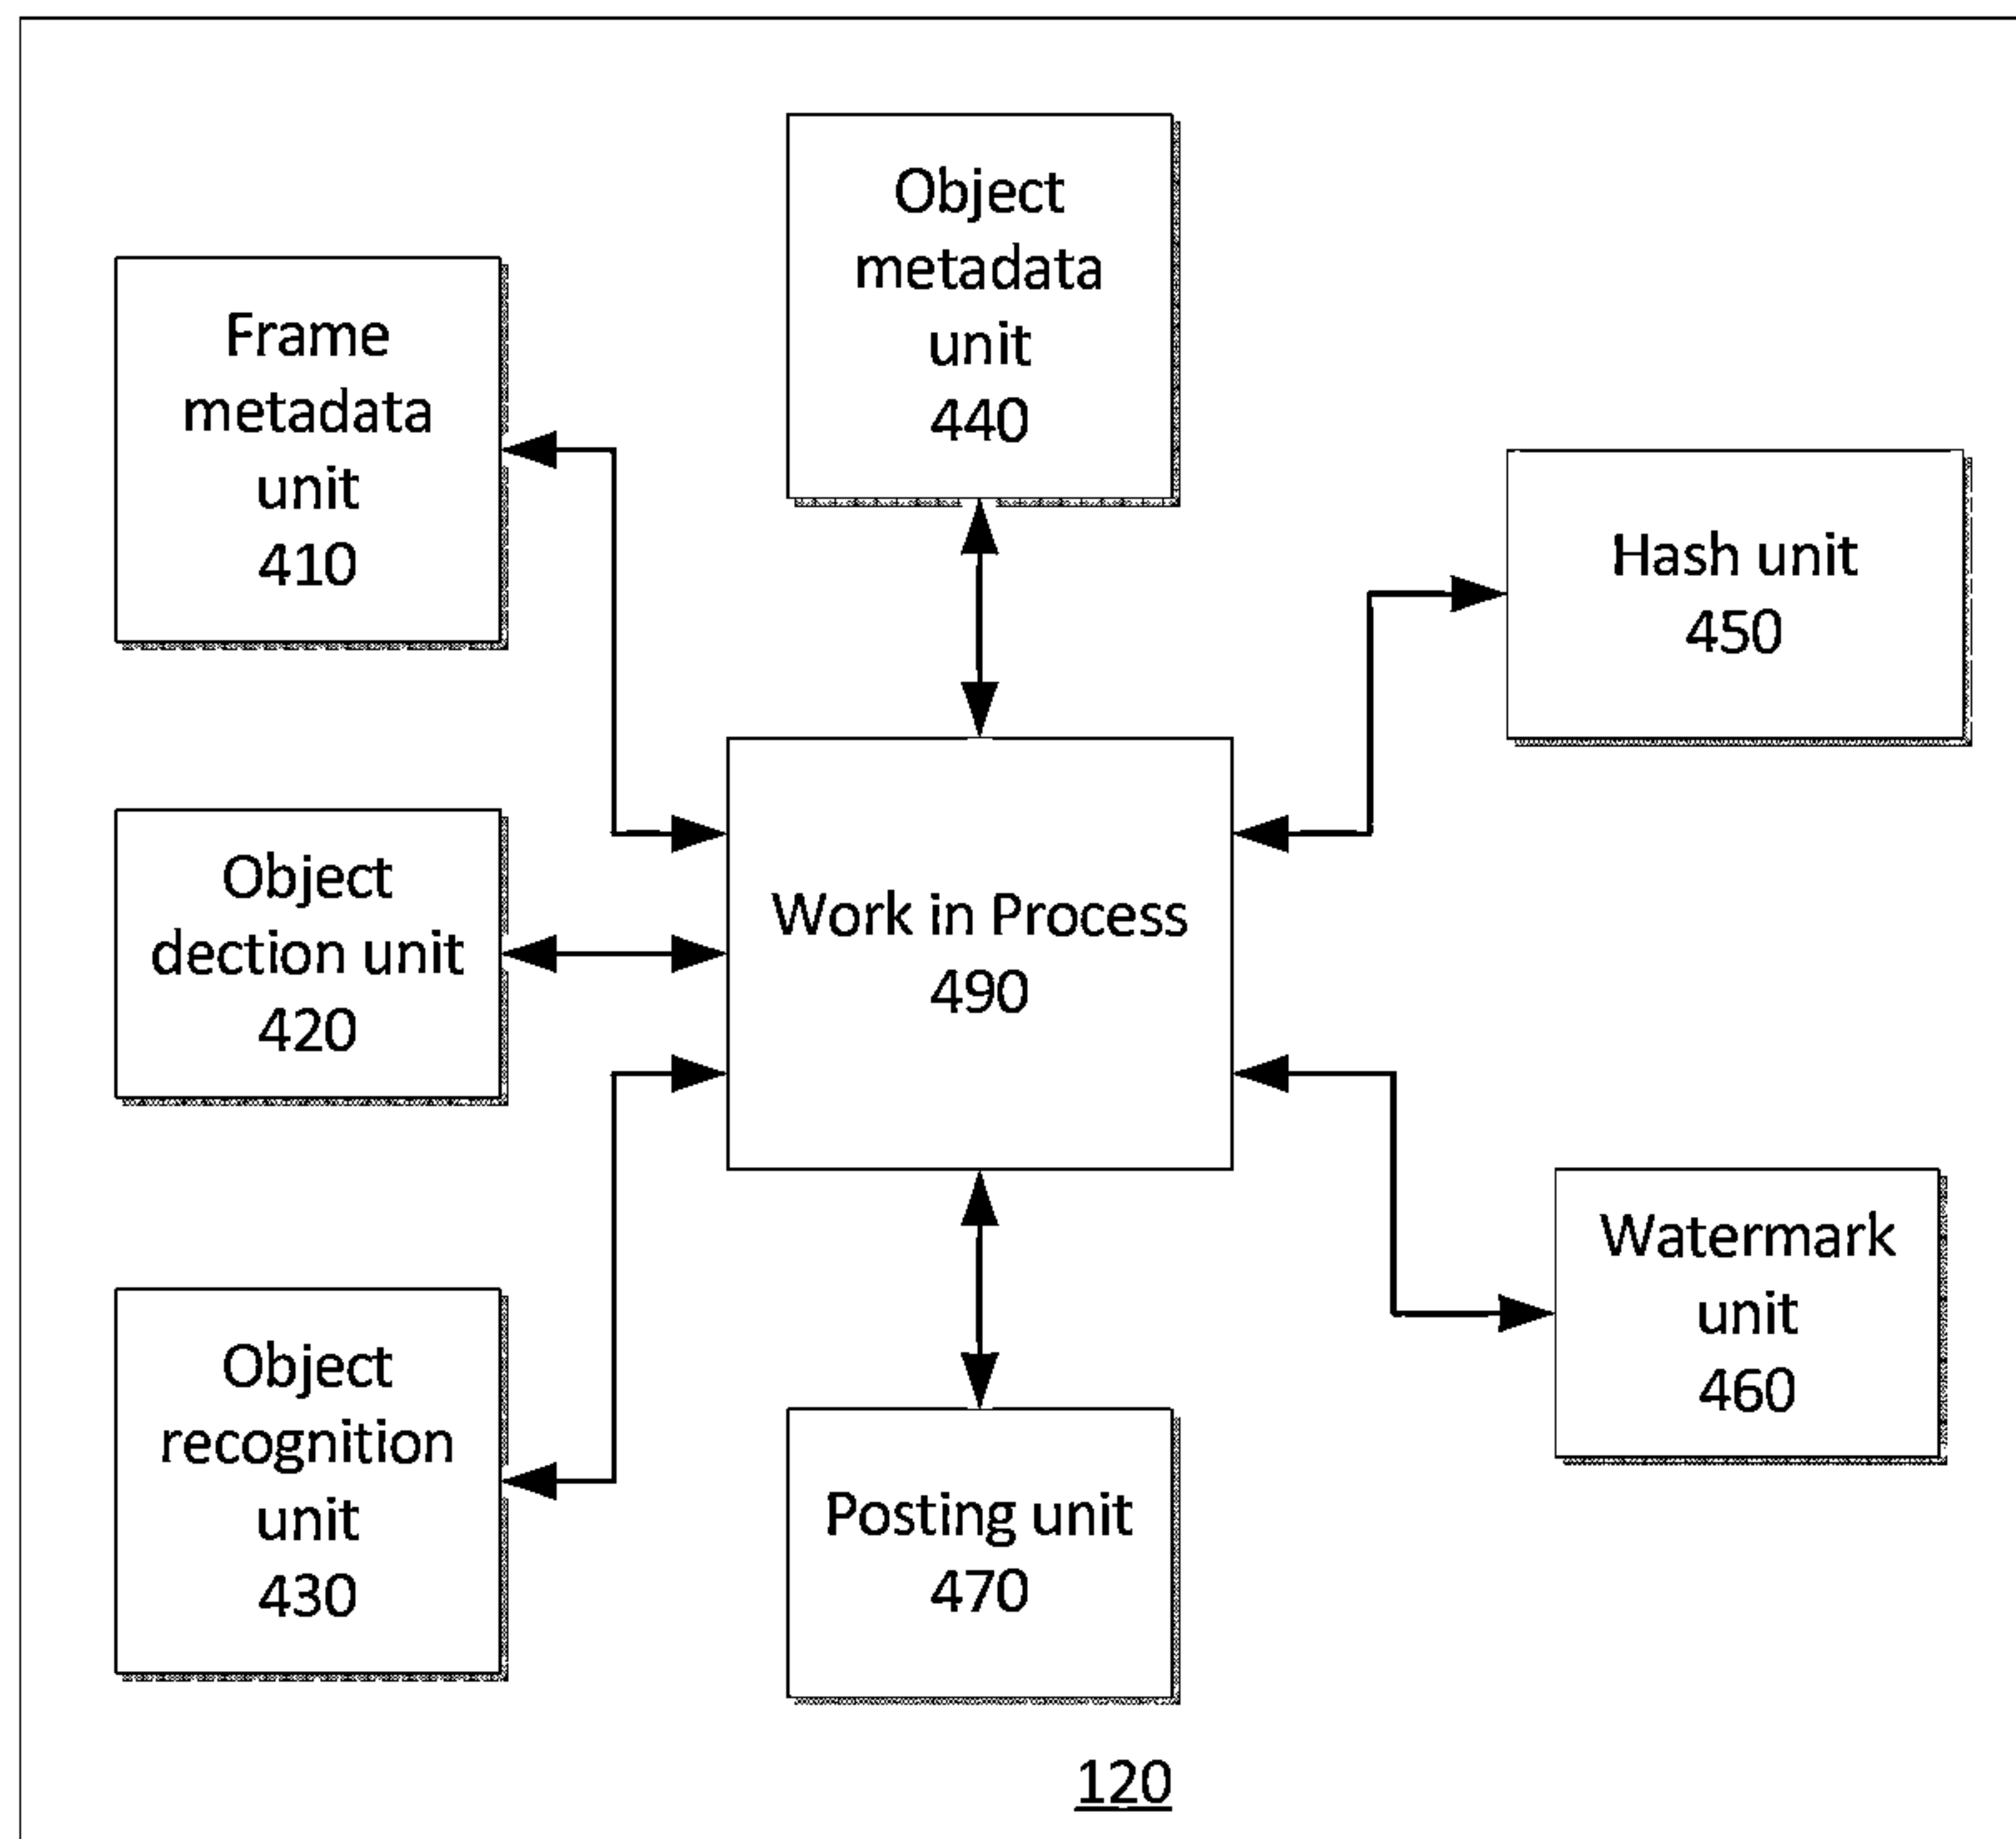 Object
metadata
unit
440
Frame
metadata
unit
410
Hash unit
450
Object
dection unit
420
Work in Process
490
Object
recognition
unit
430
Watermark
unit
460
Posting unit
470
120